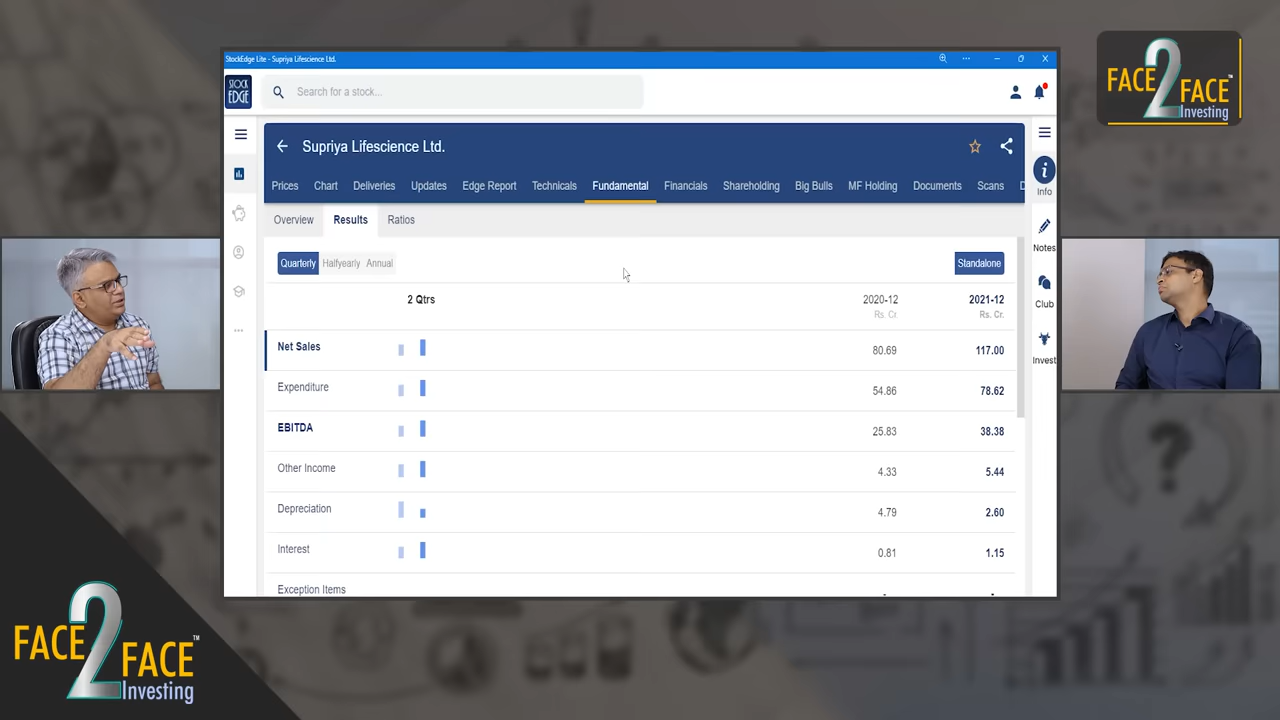 StockEdge Lite - Supriya Lifescience Ltd.
STOCK
EDGE
Search for a stock...
FACE 2 FACE™
Investing
Supriya Lifescience Ltd.
Prices Chart Deliveries Updates Edge Report Technicals Fundamental Financials Shareholding Big Bulls MF Holding Documents Scans D
Info
Overview Results Ratios
Notes
Quarterly Halfyearly Annual Standalone
2 Qtrs 2020-12 2021-12
Rs. Cr. Rs. Cr.
Club
Net Sales 80.69 117.00
Invest
Expenditure 54.86 78.62
EBITDA 25.83 38.38
Other Income 4.33 5.44
Depreciation 4.79 2.60
Interest 0.81 1.15
Exception Items
FACE 2 FACE™
Investing